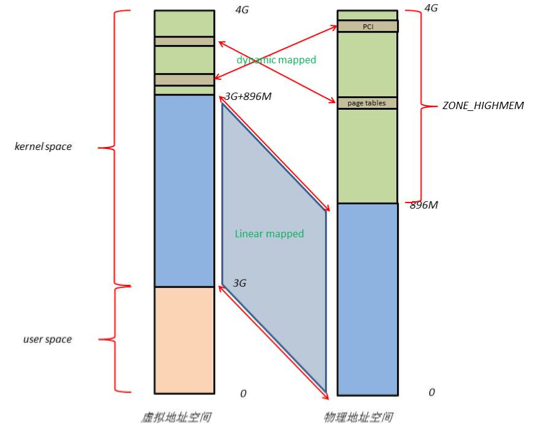 4G
4G
PCI
dynamic mapped
3G+896M
page tables
ZONE_HIGHMEM
kernel space
896M
Linear mapped
3G
user space
0
0
虚拟地址空间
物理地址空间